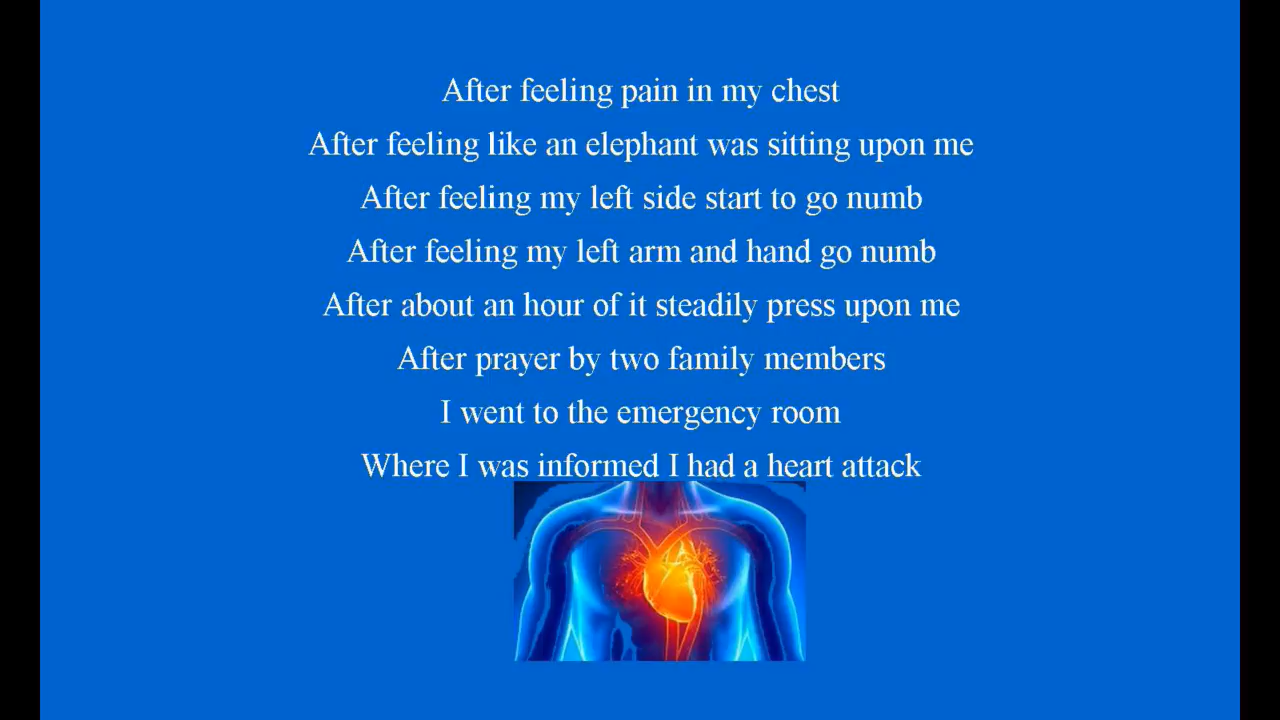 After feeling pain in my chest
After feeling like an elephant was sitting upon me
After feeling my left side start to go numb
After feeling my left arm and hand go numb
After about an hour of it steadily press upon me
After prayer by two family members
I went to the emergency room
Where I was informed I had a heart attack